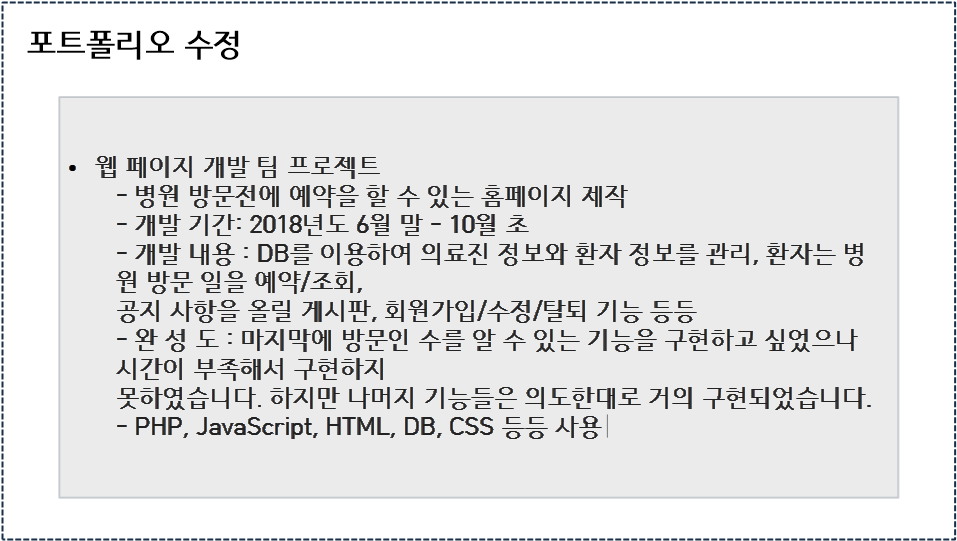 포트폴리오 수정
• 웹 페이지 개발 팀 프로젝트
- 병원 방문전에 예약을 할 수 있는 홈페이지 제작
- 개발 기간: 2018년도 6월 말 - 10월 초
- 개발 내용 : DB를 이용하여 의료진 정보와 환자 정보를 관리, 환자는 병
원 방문 일을 예약/조회,
공지 사항을 올릴 게시판, 회원가입/수정/탈퇴 기능 등등
- 완 성 도 : 마지막에 방문인 수를 알 수 있는 기능을 구현하고 싶었으나
시간이 부족해서 구현하지
못하였습니다. 하지만 나머지 기능들은 의도한대로 거의 구현되었습니다.
- PHP, JavaScript, HTML, DB, CSS 등등 사용